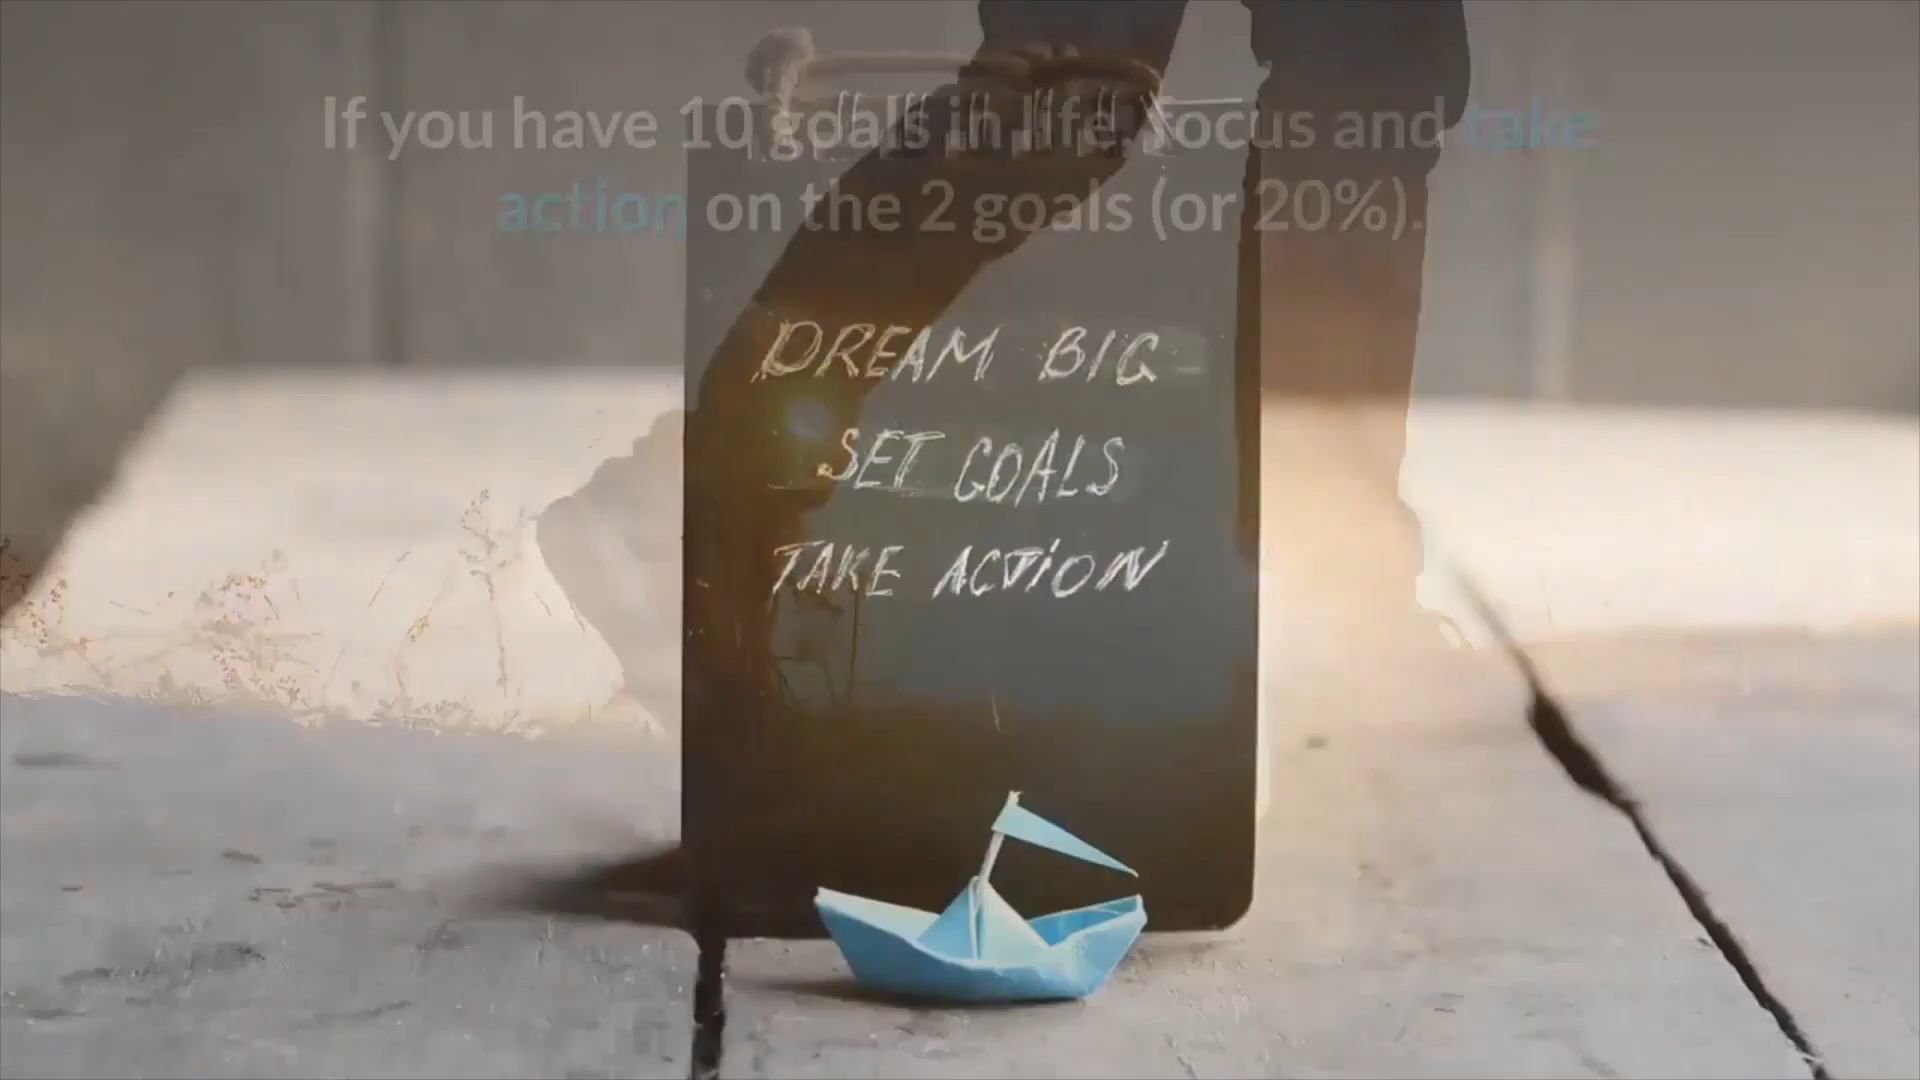 If you have 10 goals in life, focus and take
action on the 2 goals (or 20%).
DREAM BIG
SET GOALS
TAKE ACTION